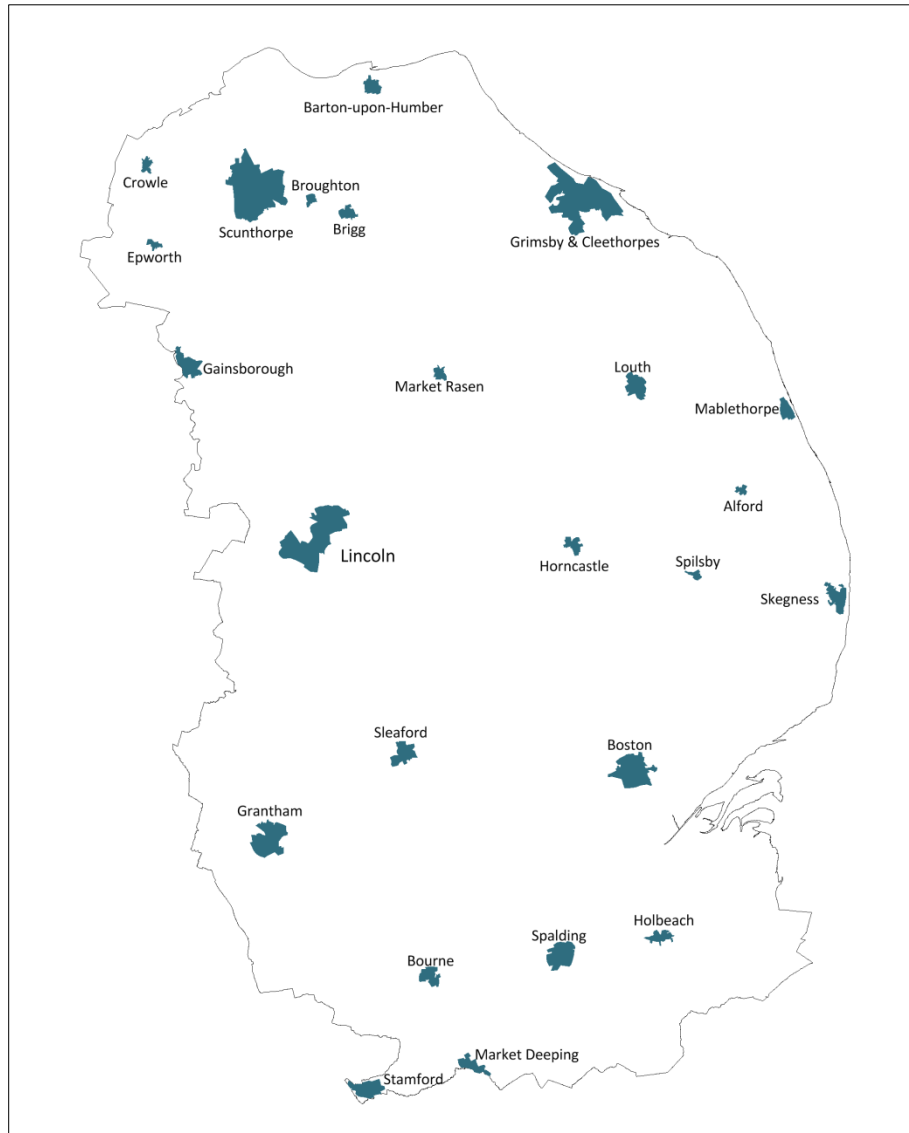 Barton-upon-Humber
Crowle
Broughton
Scunthorpe
Brigg
Grimsby & Cleethorpes
Epworth
Gainsborough
Market Rasen
Louth
Mablethorpe
Alford
Lincoln
Horncastle
Spilsby
Skegness
Sleaford
Boston
Grantham
Holbeach
Spalding
Bourne
Market Deeping
Stamford